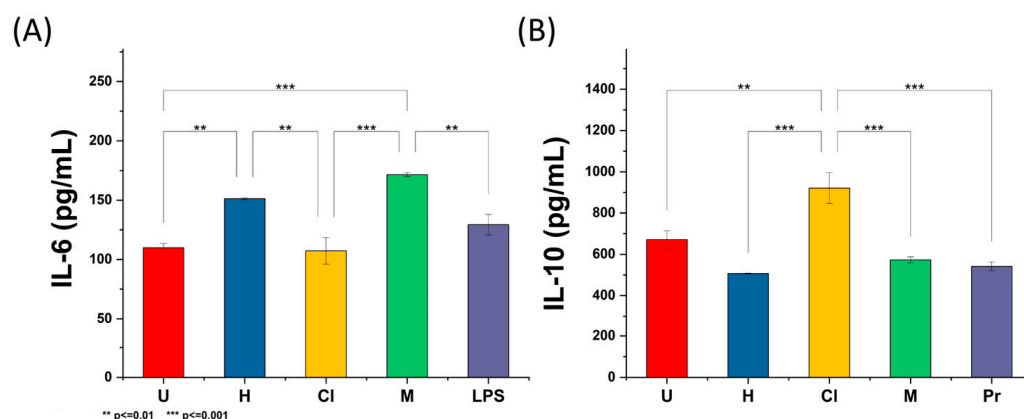 (A)
(B)
IL-6 (pg/mL)
250
200
150
100
50
0
***
**
**
***
**
U
H
Cl
M
LPS
** p<=0.01 *** p<=0.001
IL-10 (pg/mL)
1400
1200
1000
800
600
400
200
0
**
***
***
***
U
H
Cl
M
Pr